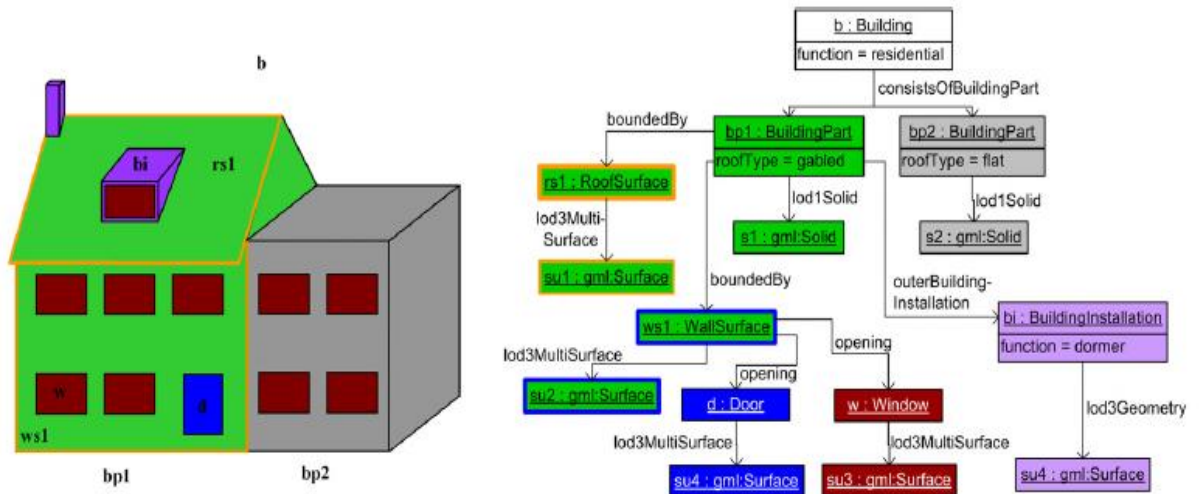 b
bi
rs1
w
d
ws1
bp1
bp2
b : Building
function = residential
consistsOfBuildingPart
boundedBy
bp1 : BuildingPart
roofType = gabled
bp2 : BuildingPart
roofType = flat
rs1 : RoofSurface
lod1Solid
lod1Solid
lod3Multi-
Surface
s1 : gml:Solid
s2 : gml:Solid
su1 : gml:Surface
boundedBy
outerBuilding-
Installation
ws1 : WallSurface
bi : BuildingInstallation
function = dormer
opening
lod3MultiSurface
opening
su2 : gml:Surface
d : Door
w : Window
lod3Geometry
lod3MultiSurface
lod3MultiSurface
su4 : gml:Surface
su3 : gml:Surface
su4 : gml:Surface